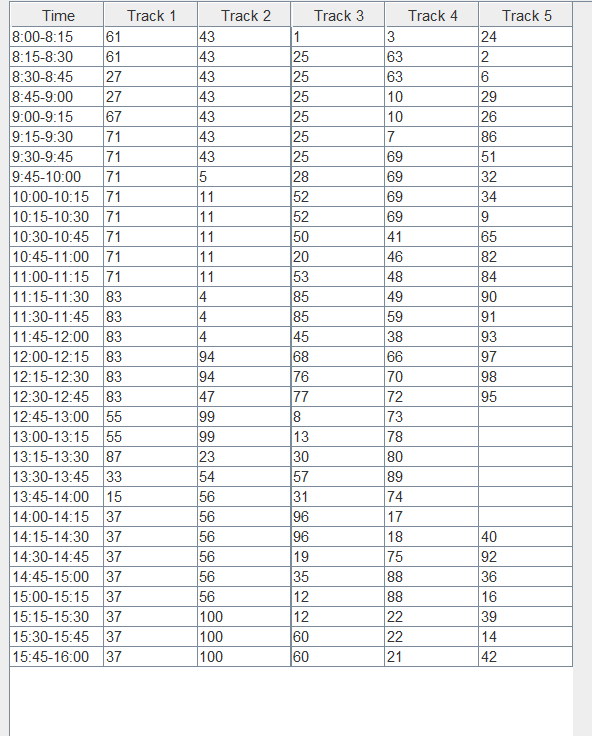 Time Track 1 Track 2 Track 3 Track 4 Track 5
8:00-8:15 61 43 1 3 24
8:15-8:30 61 43 25 63 2
8:30-8:45 27 43 25 63 6
8:45-9:00 27 43 25 10 29
9:00-9:15 67 43 25 10 26
9:15-9:30 71 43 25 7 86
9:30-9:45 71 43 25 69 51
9:45-10:00 71 5 28 69 32
10:00-10:15 71 11 52 69 34
10:15-10:30 71 11 52 69 9
10:30-10:45 71 11 50 41 65
10:45-11:00 71 11 20 46 82
11:00-11:15 71 11 53 48 84
11:15-11:30 83 4 85 49 90
11:30-11:45 83 4 85 59 91
11:45-12:00 83 4 45 38 93
12:00-12:15 83 94 68 66 97
12:15-12:30 83 94 76 70 98
12:30-12:45 83 47 77 72 95
12:45-13:00 55 99 8 73
13:00-13:15 55 99 13 78
13:15-13:30 87 23 30 80
13:30-13:45 33 54 57 89
13:45-14:00 15 56 31 74
14:00-14:15 37 56 96 17
14:15-14:30 37 56 96 18 40
14:30-14:45 37 56 19 75 92
14:45-15:00 37 56 35 88 36
15:00-15:15 37 56 12 88 16
15:15-15:30 37 100 12 22 39
15:30-15:45 37 100 60 22 14
15:45-16:00 37 100 60 21 42